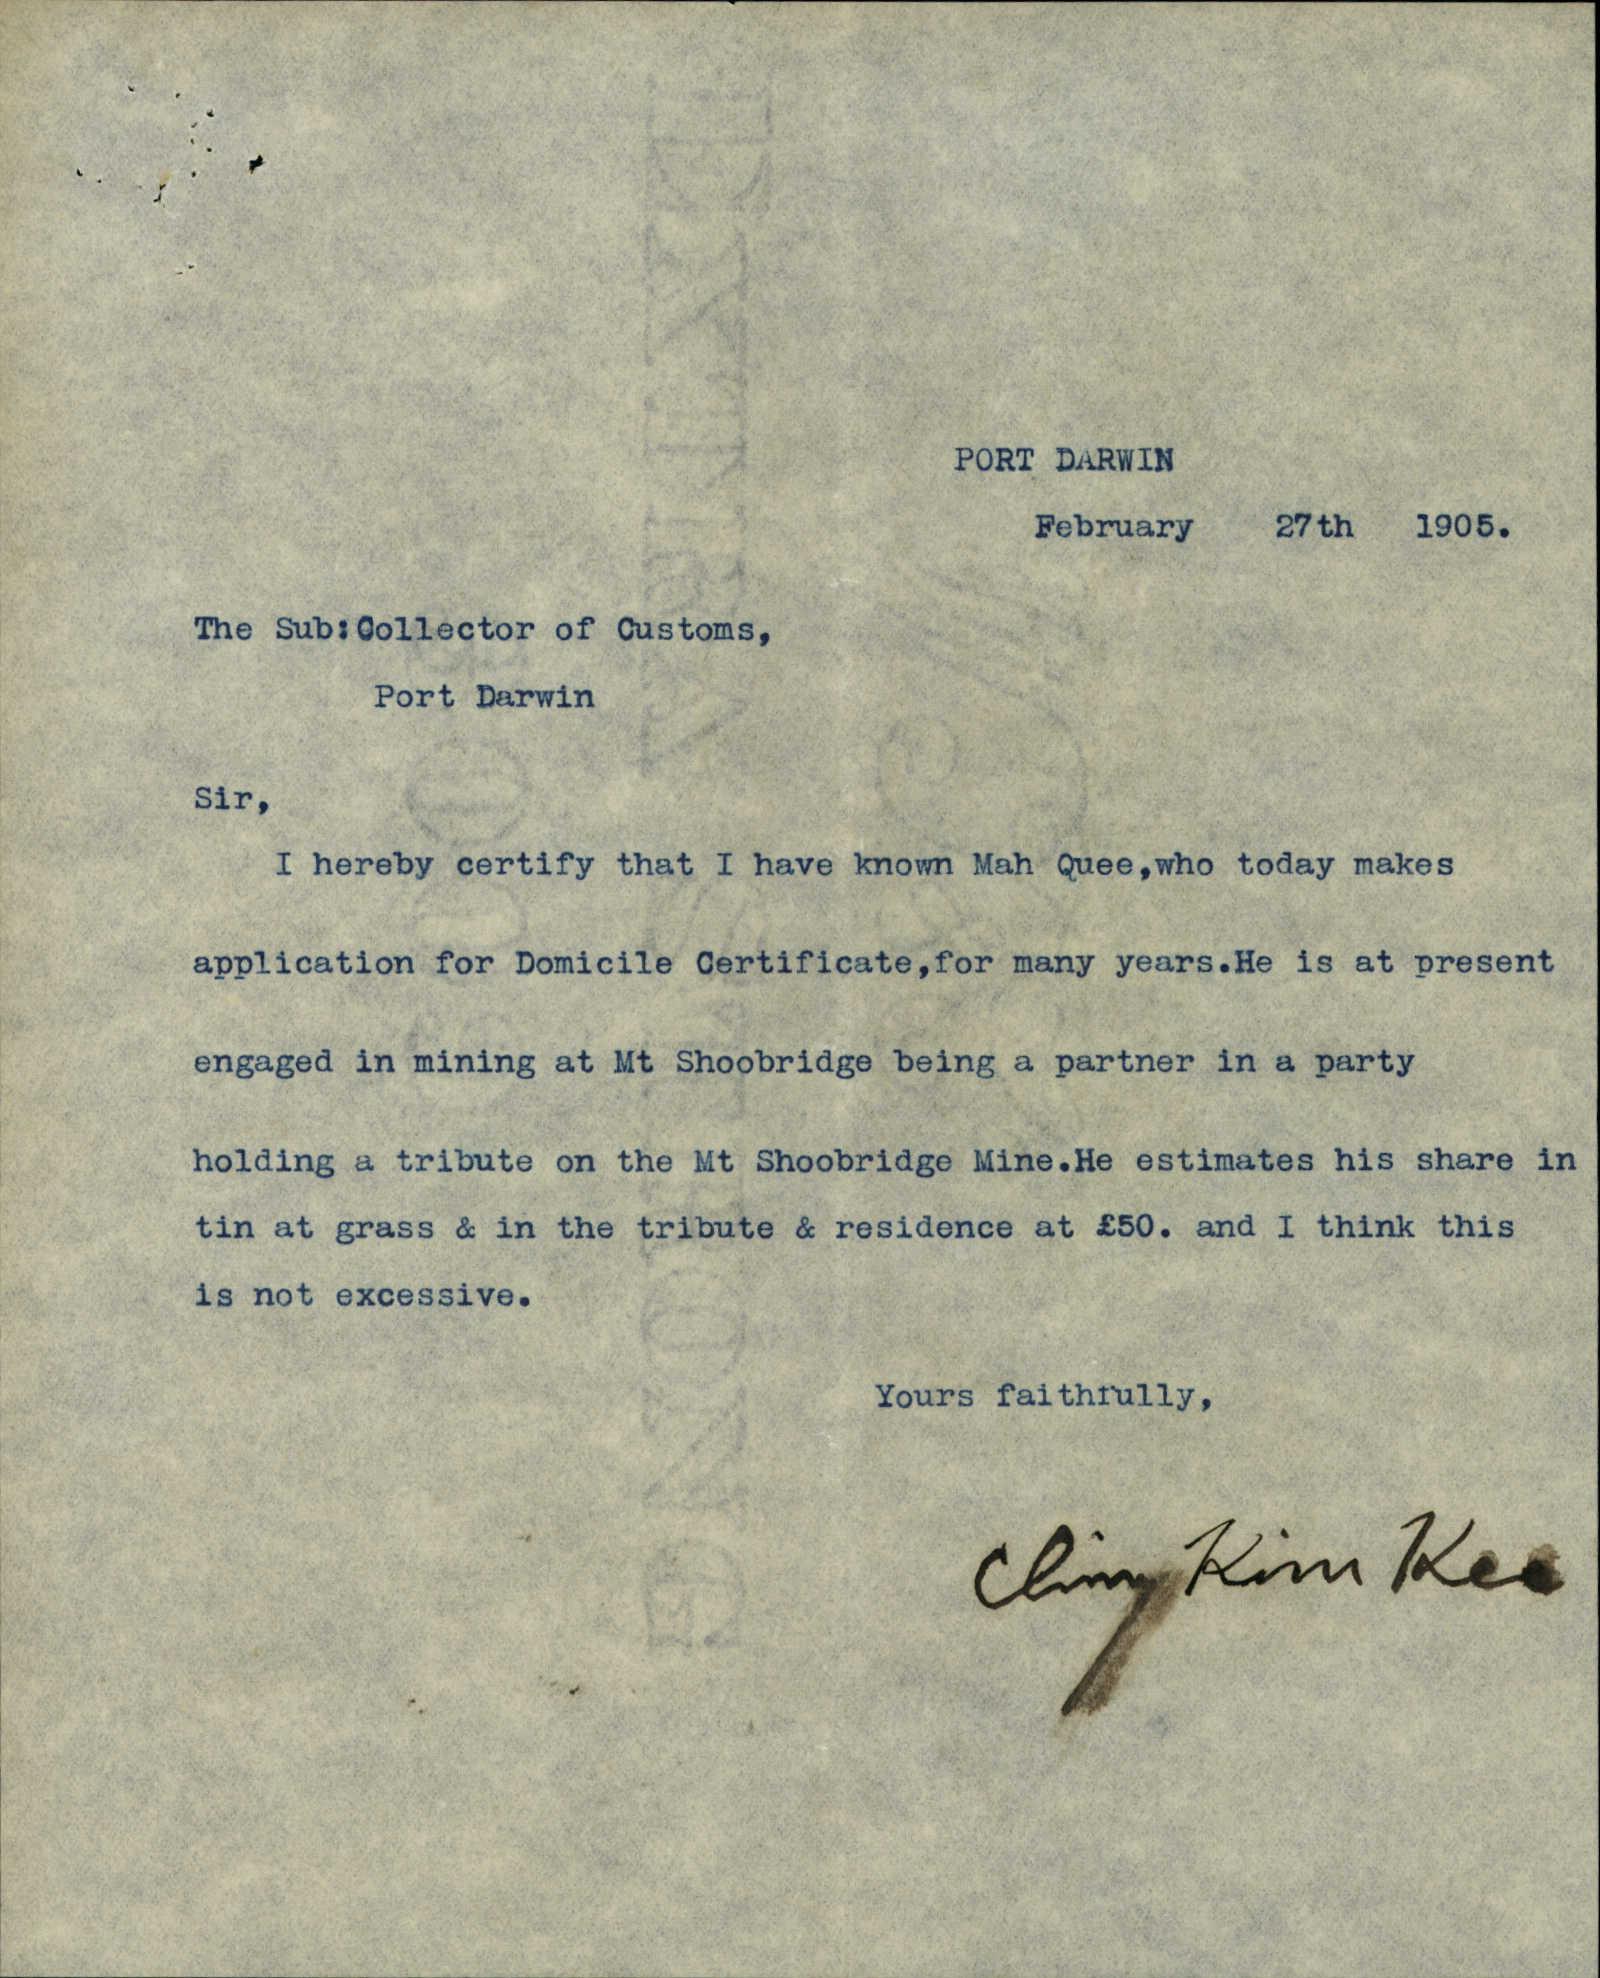 PORT DARWIN
February 27th 1905.
The Sub:Collector of Customs,
Port Darwin
Sir,
I hereby certify that I have known Mah Quee,who today makes
application for Domicile Certificate,for many years.He is at present
engaged in mining at Mt Shoobridge being a partner in a party
holding a tribute on the Mt Shoobridge Mine.He estimates his share in
tin at grass & in the tribute & residence at £50. and I think this
is not excessive.
Yours faithfully,
Ching Kim Kee